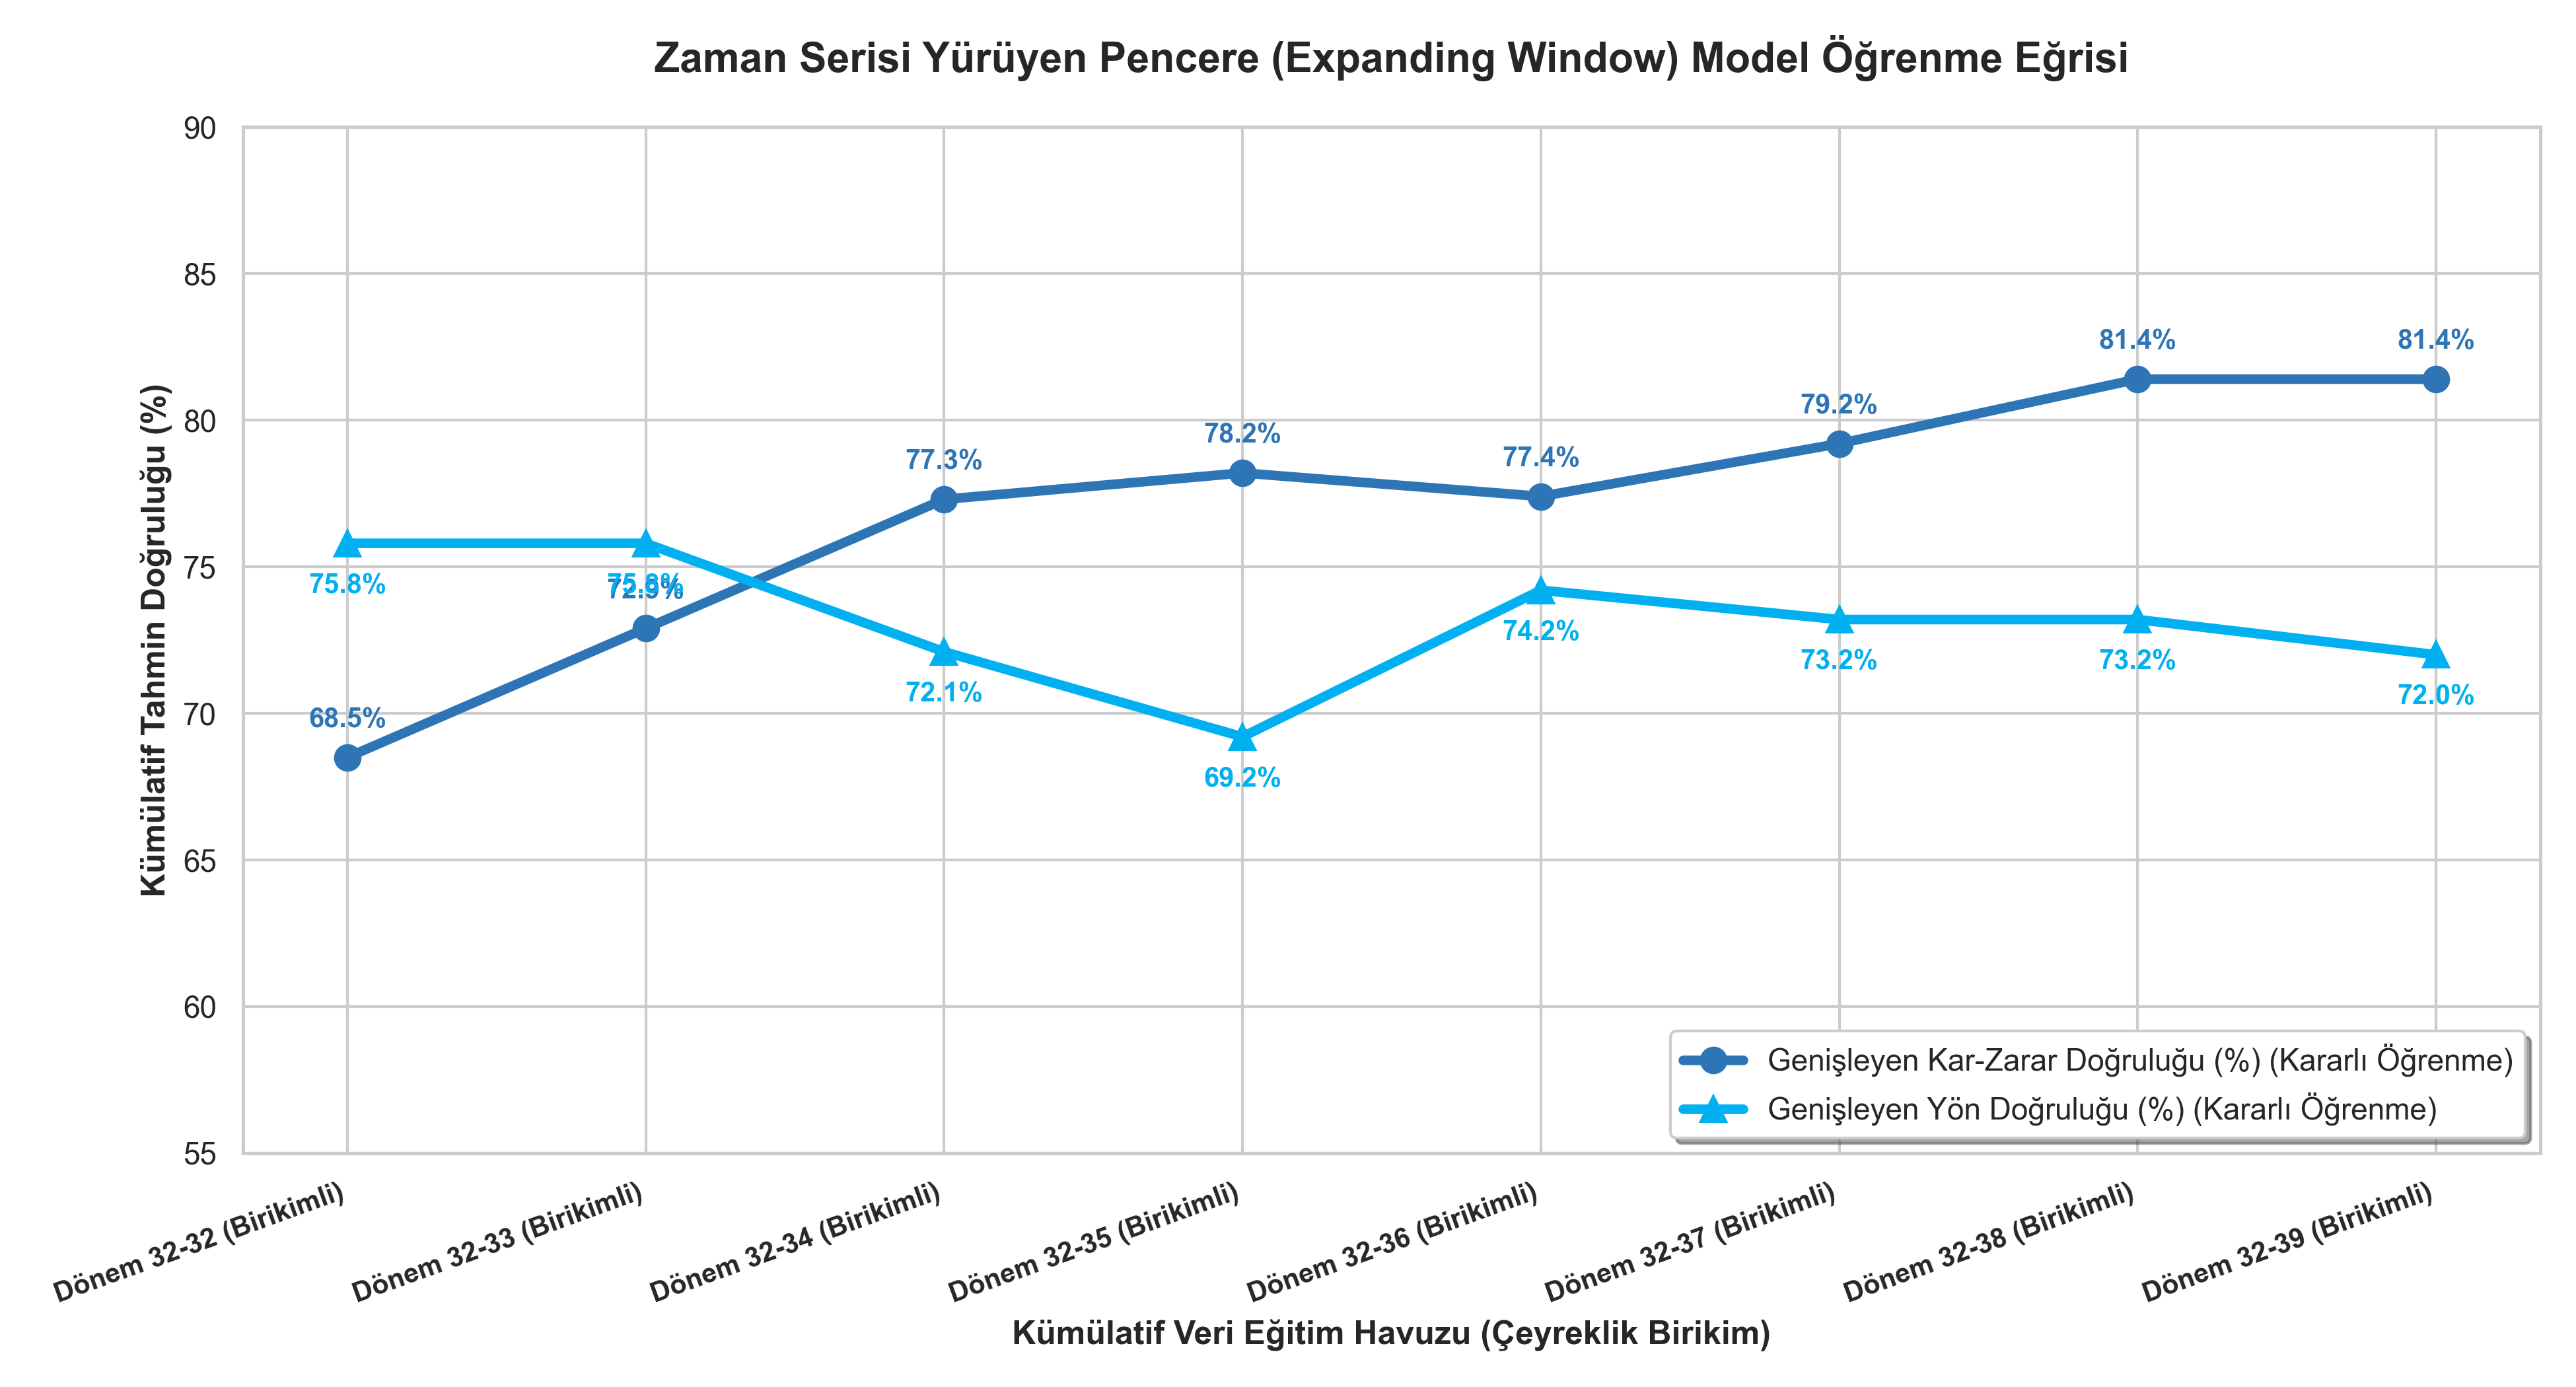 Zaman Serisi Yürüyen Pencere (Expanding Window) Model Öğrenme Eğrisi
Kümülatif Tahmin Doğruluğu (%)
90
85
80
75
70
65
60
55
68.5%
72.9%
77.3%
78.2%
77.4%
79.2%
81.4%
81.4%
75.8%
75.8%
72.1%
69.2%
74.2%
73.2%
73.2%
72.0%
Genişleyen Kar-Zarar Doğruluğu (%) (Kararlı Öğrenme)
Genişleyen Yön Doğruluğu (%) (Kararlı Öğrenme)
Dönem 32-32 (Birikimli)
Dönem 32-33 (Birikimli)
Dönem 32-34 (Birikimli)
Dönem 32-35 (Birikimli)
Dönem 32-36 (Birikimli)
Dönem 32-37 (Birikimli)
Dönem 32-38 (Birikimli)
Dönem 32-39 (Birikimli)
Kümülatif Veri Eğitim Havuzu (Çeyreklik Birikim)